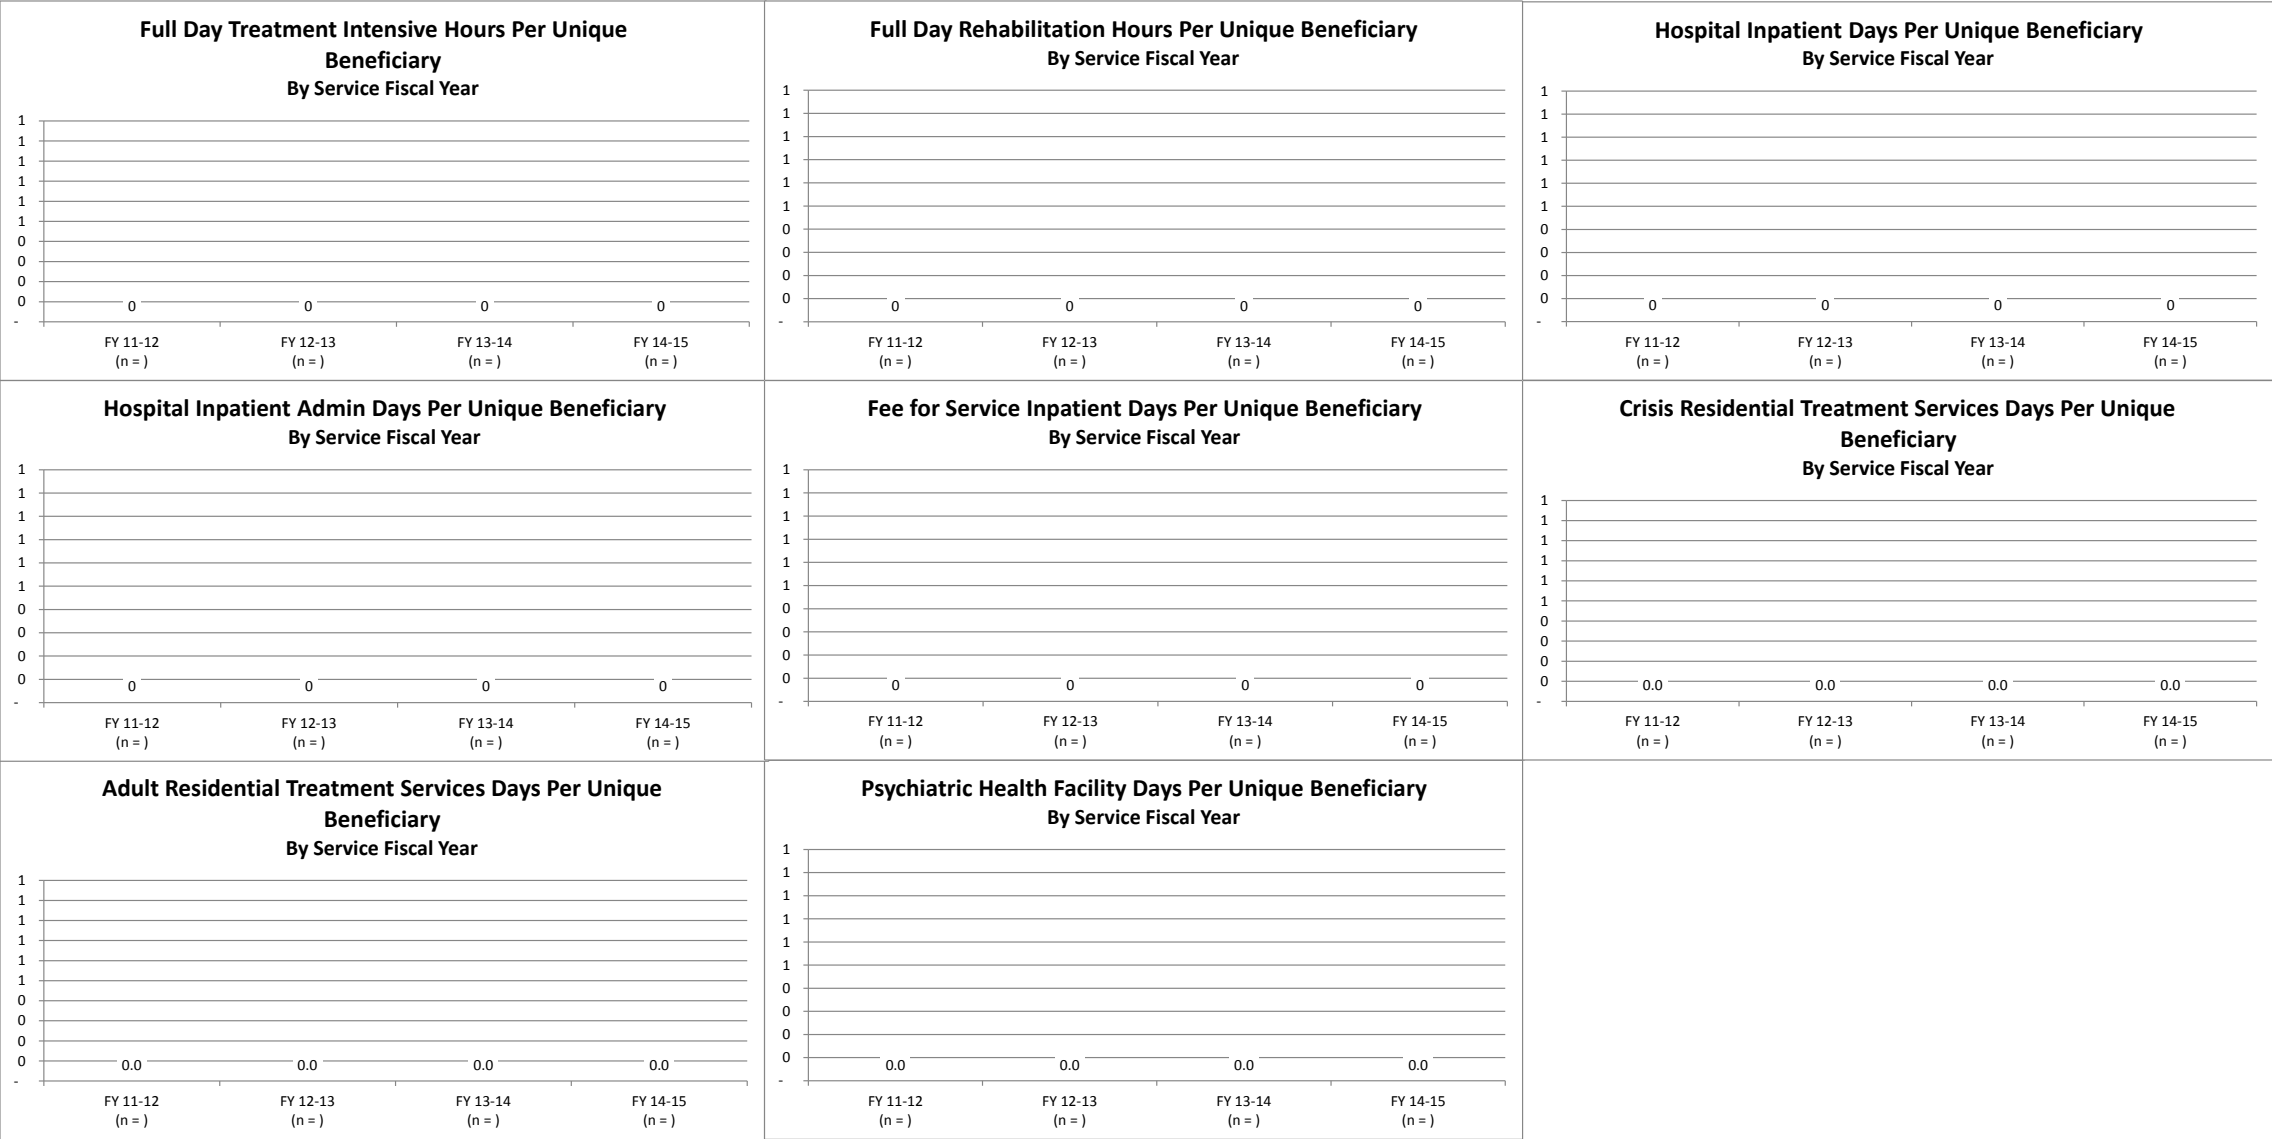 Full Day Treatment Intensive Hours Per Unique
Beneficiary
By Service Fiscal Year
1
1
1
1
1
1
0
0
0
0
-
0 0 0 0
FY 11-12 FY 12-13 FY 13-14 FY 14-15
(n = ) (n = ) (n = ) (n = )
Full Day Rehabilitation Hours Per Unique Beneficiary
By Service Fiscal Year
1
1
1
1
1
1
0
0
0
0
-
0 0 0 0
FY 11-12 FY 12-13 FY 13-14 FY 14-15
(n = ) (n = ) (n = ) (n = )
Hospital Inpatient Days Per Unique Beneficiary
By Service Fiscal Year
1
1
1
1
1
1
0
0
0
0
-
0 0 0 0
FY 11-12 FY 12-13 FY 13-14 FY 14-15
(n = ) (n = ) (n = ) (n = )
Hospital Inpatient Admin Days Per Unique Beneficiary
By Service Fiscal Year
1
1
1
1
1
1
0
0
0
0
-
0 0 0 0
FY 11-12 FY 12-13 FY 13-14 FY 14-15
(n = ) (n = ) (n = ) (n = )
Fee for Service Inpatient Days Per Unique Beneficiary
By Service Fiscal Year
1
1
1
1
1
1
0
0
0
0
-
0 0 0 0
FY 11-12 FY 12-13 FY 13-14 FY 14-15
(n = ) (n = ) (n = ) (n = )
Crisis Residential Treatment Services Days Per Unique
Beneficiary
By Service Fiscal Year
1
1
1
1
1
1
0
0
0
0
-
0.0 0.0 0.0 0.0
FY 11-12 FY 12-13 FY 13-14 FY 14-15
(n = ) (n = ) (n = ) (n = )
Adult Residential Treatment Services Days Per Unique
Beneficiary
By Service Fiscal Year
1
1
1
1
1
1
0
0
0
0
-
0.0 0.0 0.0 0.0
FY 11-12 FY 12-13 FY 13-14 FY 14-15
(n = ) (n = ) (n = ) (n = )
Psychiatric Health Facility Days Per Unique Beneficiary
By Service Fiscal Year
1
1
1
1
1
1
0
0
0
0
-
0.0 0.0 0.0 0.0
FY 11-12 FY 12-13 FY 13-14 FY 14-15
(n = ) (n = ) (n = ) (n = )